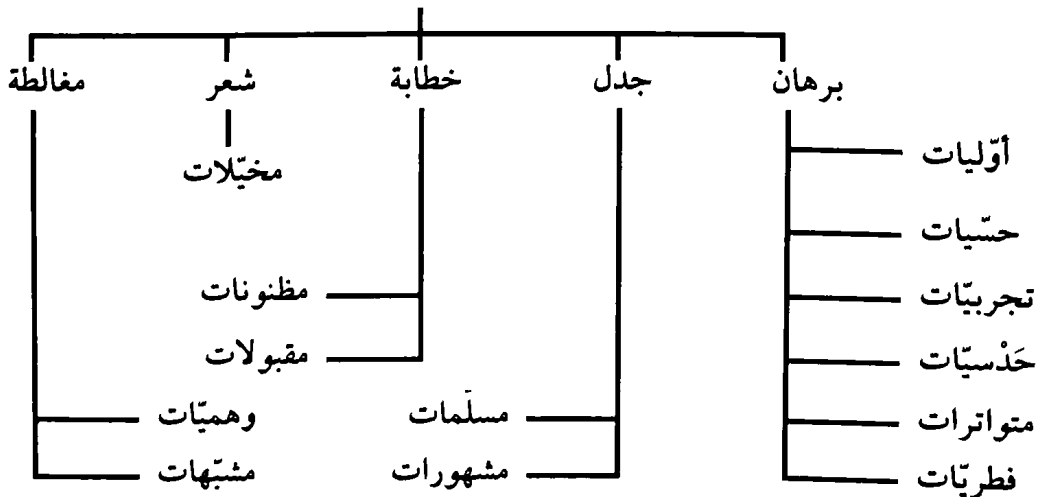 برهان
جدل
خطابة
شعر
مغالطة
أوّليات
حسّيات
تجربيّات
حَدْسيّات
متواترات
فطريّات
مسلّمات
مشهورات
مظنونات
مقبولات
مخيّلات
وهميّات
مشبّهات